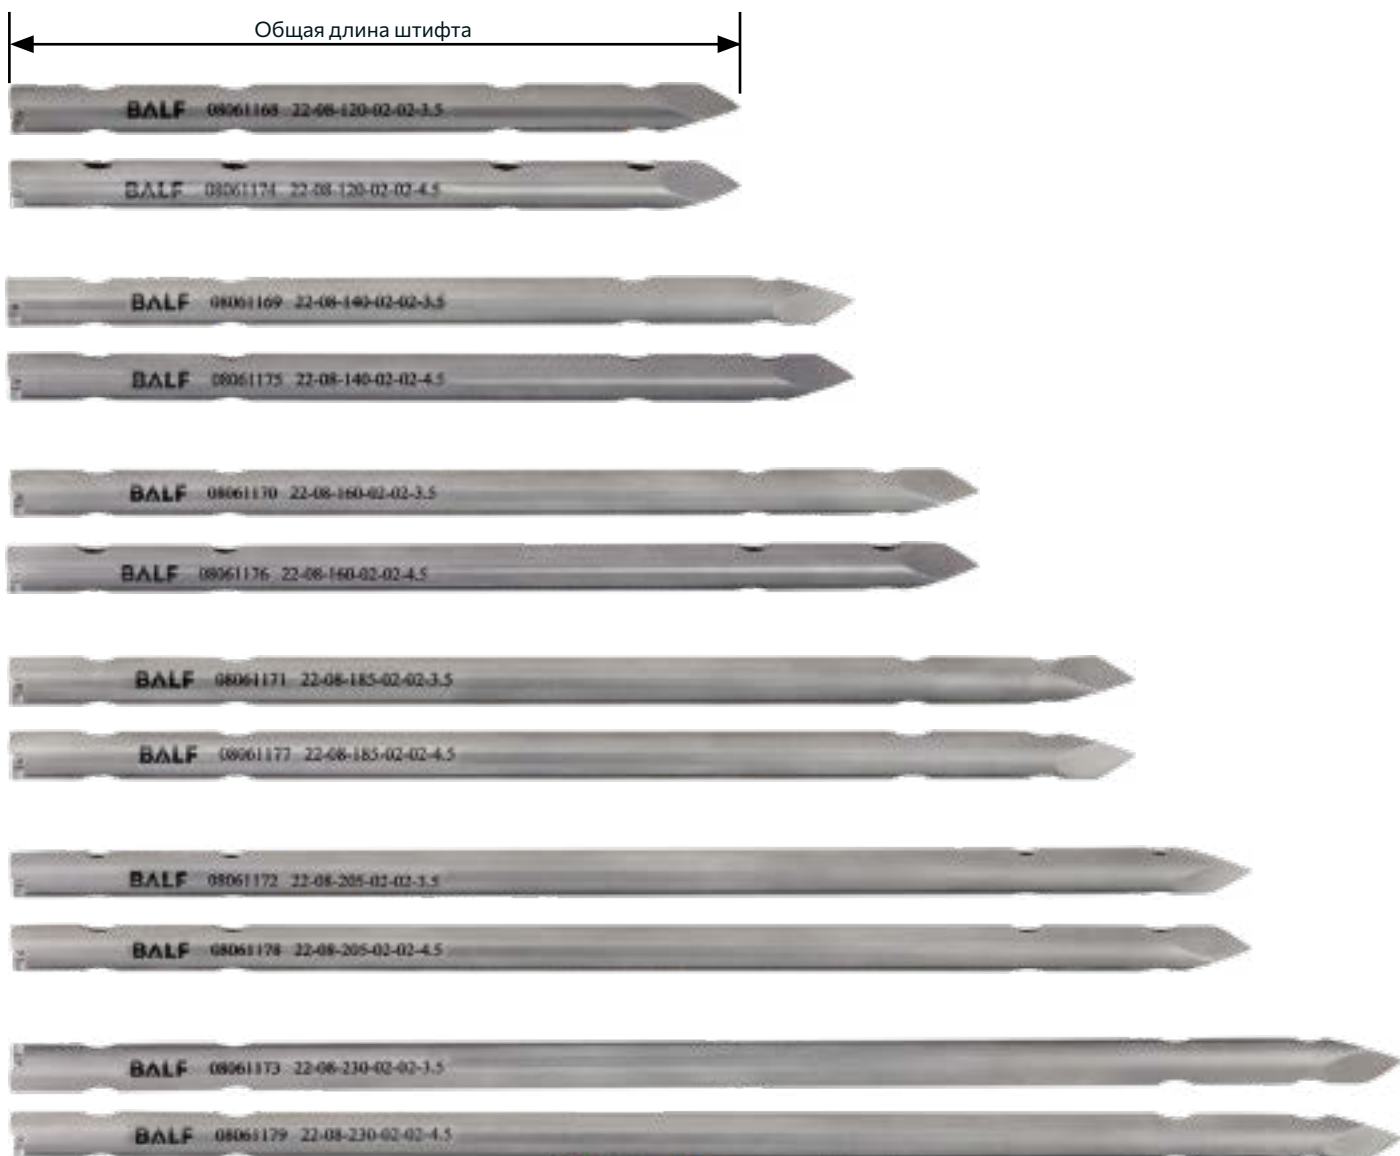 Общая длина штифта
BALF 08061168 22-08-120-02-02-3.5
BALF 08061174 22-08-120-02-02-4.5
BALF 08061169 22-08-140-02-02-3.5
BALF 08061175 22-08-140-02-02-4.5
BALF 08061170 22-08-160-02-02-3.5
BALF 08061176 22-08-160-02-02-4.5
BALF 08061171 22-08-185-02-02-3.5
BALF 08061177 22-08-185-02-02-4.5
BALF 08061172 22-08-205-02-02-3.5
BALF 08061178 22-08-205-02-02-4.5
BALF 08061173 22-08-230-02-02-3.5
BALF 08061179 22-08-230-02-02-4.5